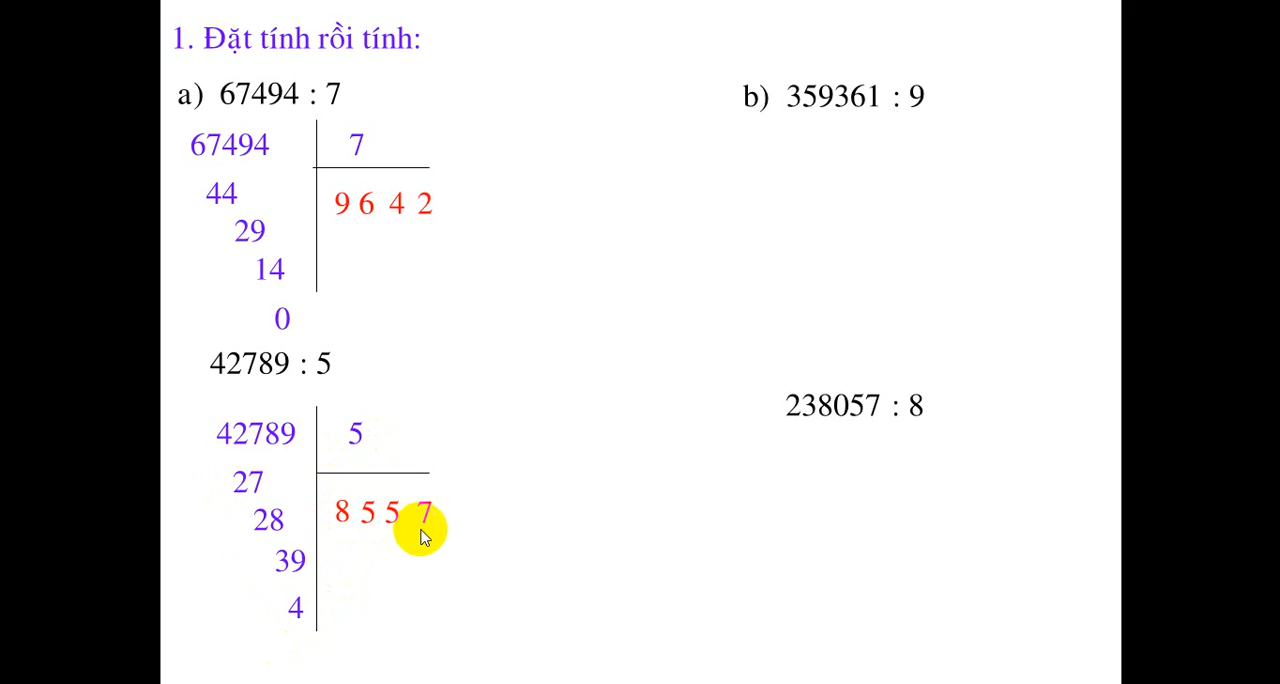 1. Đặt tính rồi tính:
a) 67494 : 7
67494 7
44
9 6 4 2
29
14
0
42789 : 5
42789 5
27
28
8 5 5 7
39
4
b) 359361 : 9
238057 : 8